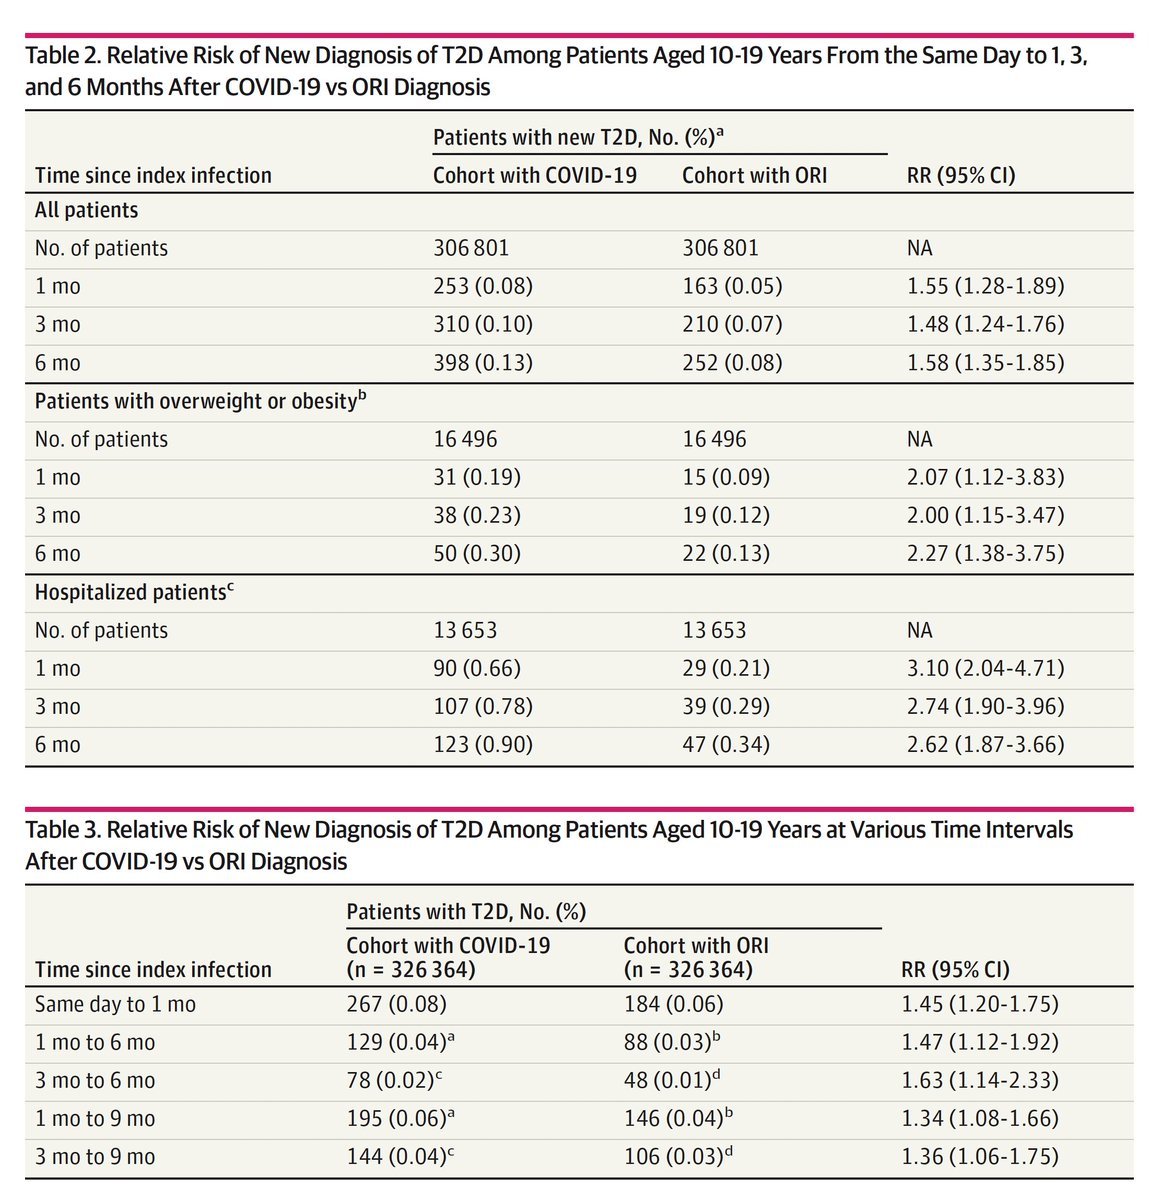 Table 2. Relative Risk of New Diagnosis of T2D Among Patients Aged 10-19 Years From the Same Day to 1, 3,
and 6 Months After COVID-19 vs ORI Diagnosis
Patients with new T2D, No. (%)a
Time since index infection Cohort with COVID-19 Cohort with ORI RR (95% CI)
All patients
No. of patients 306 801 306 801 NA
1 mo 253 (0.08) 163 (0.05) 1.55 (1.28-1.89)
3 mo 310 (0.10) 210 (0.07) 1.48 (1.24-1.76)
6 mo 398 (0.13) 252 (0.08) 1.58 (1.35-1.85)
Patients with overweight or obesityb
No. of patients 16 496 16 496 NA
1 mo 31 (0.19) 15 (0.09) 2.07 (1.12-3.83)
3 mo 38 (0.23) 19 (0.12) 2.00 (1.15-3.47)
6 mo 50 (0.30) 22 (0.13) 2.27 (1.38-3.75)
Hospitalized patientsc
No. of patients 13 653 13 653 NA
1 mo 90 (0.66) 29 (0.21) 3.10 (2.04-4.71)
3 mo 107 (0.78) 39 (0.29) 2.74 (1.90-3.96)
6 mo 123 (0.90) 47 (0.34) 2.62 (1.87-3.66)
Table 3. Relative Risk of New Diagnosis of T2D Among Patients Aged 10-19 Years at Various Time Intervals
After COVID-19 vs ORI Diagnosis
Patients with T2D, No. (%)
Cohort with COVID-19 Cohort with ORI
Time since index infection (n = 326 364) (n = 326 364) RR (95% CI)
Same day to 1 mo 267 (0.08) 184 (0.06) 1.45 (1.20-1.75)
1 mo to 6 mo 129 (0.04)a 88 (0.03)b 1.47 (1.12-1.92)
3 mo to 6 mo 78 (0.02)c 48 (0.01)d 1.63 (1.14-2.33)
1 mo to 9 mo 195 (0.06)a 146 (0.04)b 1.34 (1.08-1.66)
3 mo to 9 mo 144 (0.04)c 106 (0.03)d 1.36 (1.06-1.75)